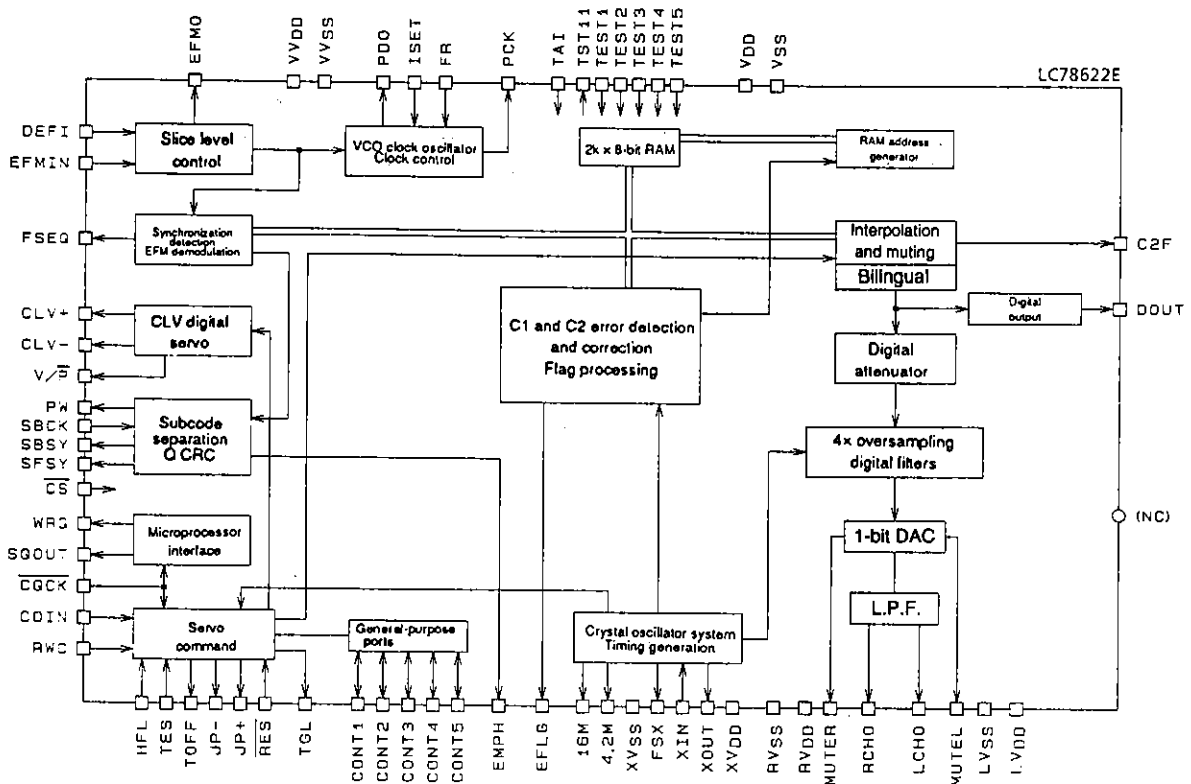 EFMO
VVDD
VVSS
PDO
ISET
FR
PCK
TAI
TST11
TEST1
TEST2
TEST3
TEST4
TEST5
VDD
VSS
LC78622E
DEFI
EFMIN
Slice level
control
VCO clock oscillator
Clock control
2k × 8-bit RAM
RAM address
generator
FSEQ
Synchronization
detection
EFM demodulation
Interpolation
and muting
Bilingual
C2F
CLV+
CLV-
V/P
CLV digital
servo
C1 and C2 error detection
and correction
Flag processing
Digital
output
DOUT
Digital
attenuator
PW
SBCK
SBSY
SFSY
CS
Subcode
separation
Q CRC
4× oversampling
digital filters
WRQ
SQOUT
CQCK
COIN
RWC
Microprocessor
interface
1-bit DAC
(NC)
L.P.F.
Servo
command
General-purpose
ports
Crystal oscillator system
Timing generation
HFL
TES
TOFF
JP-
JP+
RES
TGL
CONT1
CONT2
CONT3
CONT4
CONT5
EMPH
EFLG
16M
4.2M
XVSS
FSX
XIN
XOUT
XVDD
RVSS
RVDD
MUTER
RCHO
LCHO
MUTEL
LVSS
LVDD